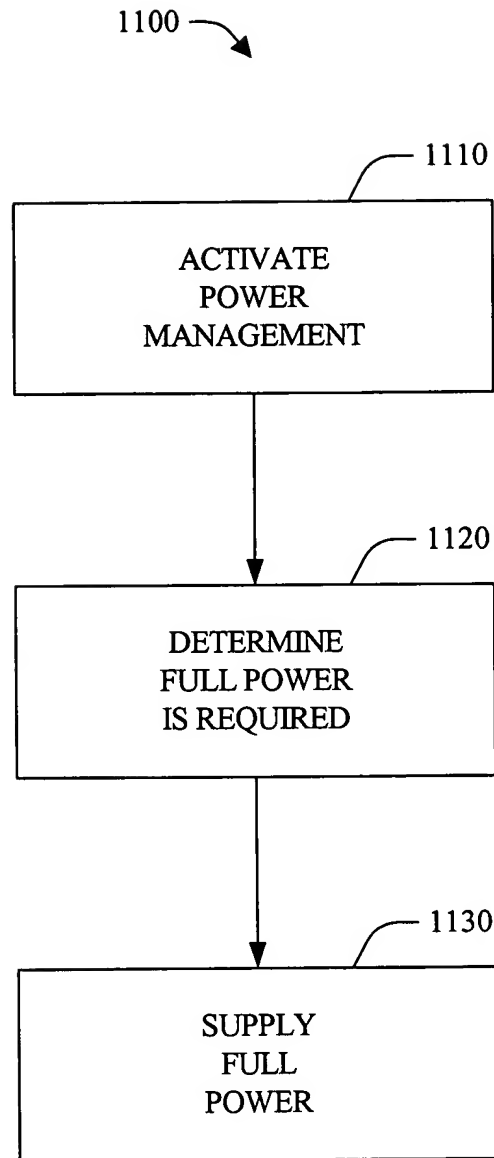 1100
1110
ACTIVATE
POWER
MANAGEMENT
1120
DETERMINE
FULL POWER
IS REQUIRED
1130
SUPPLY
FULL
POWER